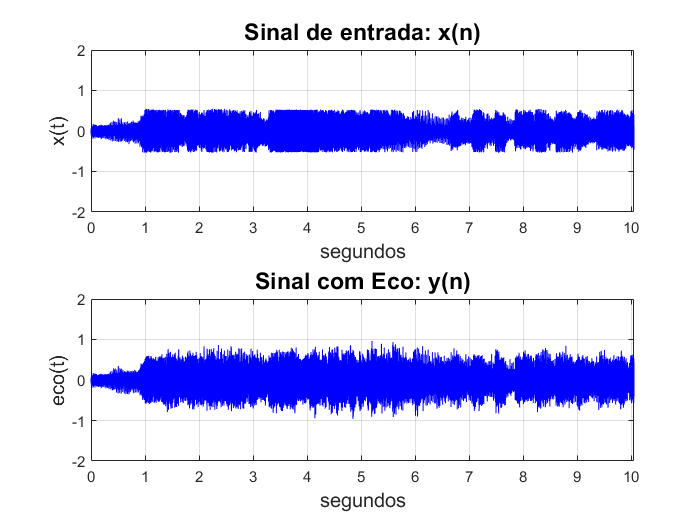 Sinal de entrada: x(n)
2
1
0
-1
-2
x(t)
0 1 2 3 4 5 6 7 8 9 10
segundos
Sinal com Eco: y(n)
2
1
0
-1
-2
eco(t)
0 1 2 3 4 5 6 7 8 9 10
segundos